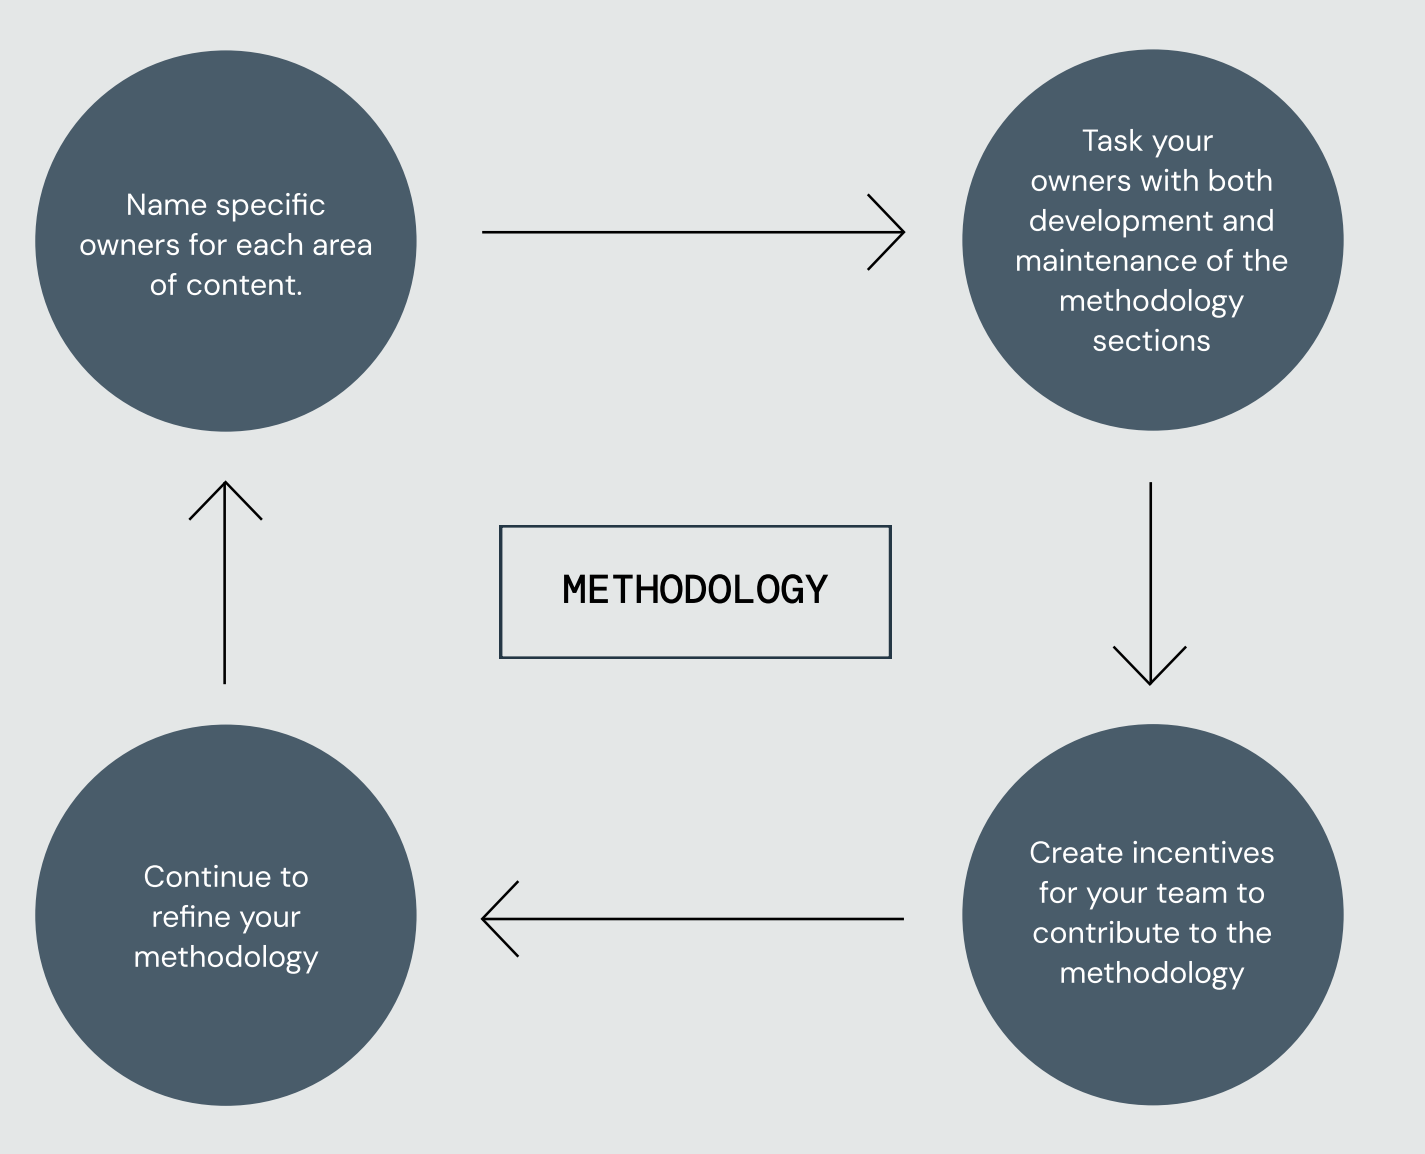 Name specific
owners for each area
of content.
Task your
owners with both
development and
maintenance of the
methodology
sections
METHODOLOGY
Create incentives
for your team to
contribute to the
methodology
Continue to
refine your
methodology